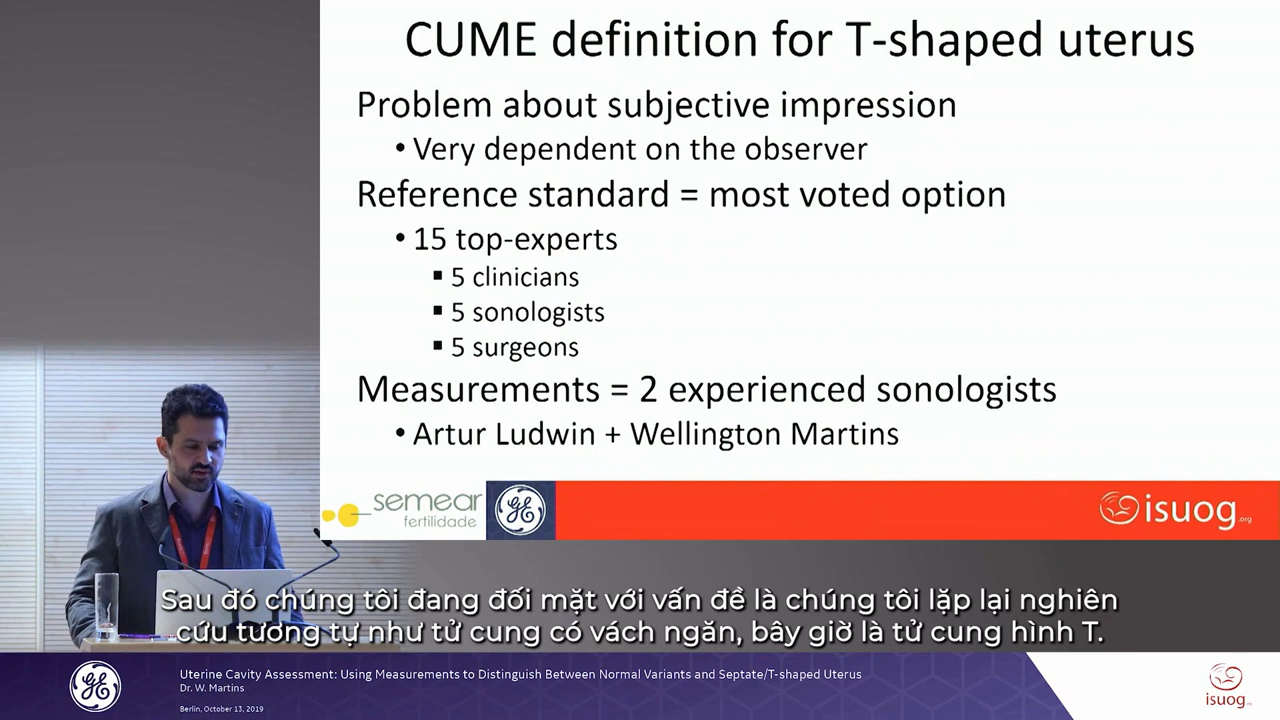 CUME definition for T-shaped uterus
Problem about subjective impression
• Very dependent on the observer
Reference standard = most voted option
• 15 top-experts
▪ 5 clinicians
▪ 5 sonologists
▪ 5 surgeons
Measurements = 2 experienced sonologists
• Artur Ludwin + Wellington Martins
semear
fertilidade
GE
isuog.org
Sau đó chúng tôi đang đối mặt với vấn đề là chúng tôi lặp lại nghiên
cứu tương tự như tử cung có vách ngăn, bây giờ là tử cung hình T.
GE
Uterine Cavity Assessment: Using Measurements to Distinguish Between Normal Variants and Septate/T-shaped Uterus
Dr. W. Martins
Berlin, October 13, 2019
isuog.org